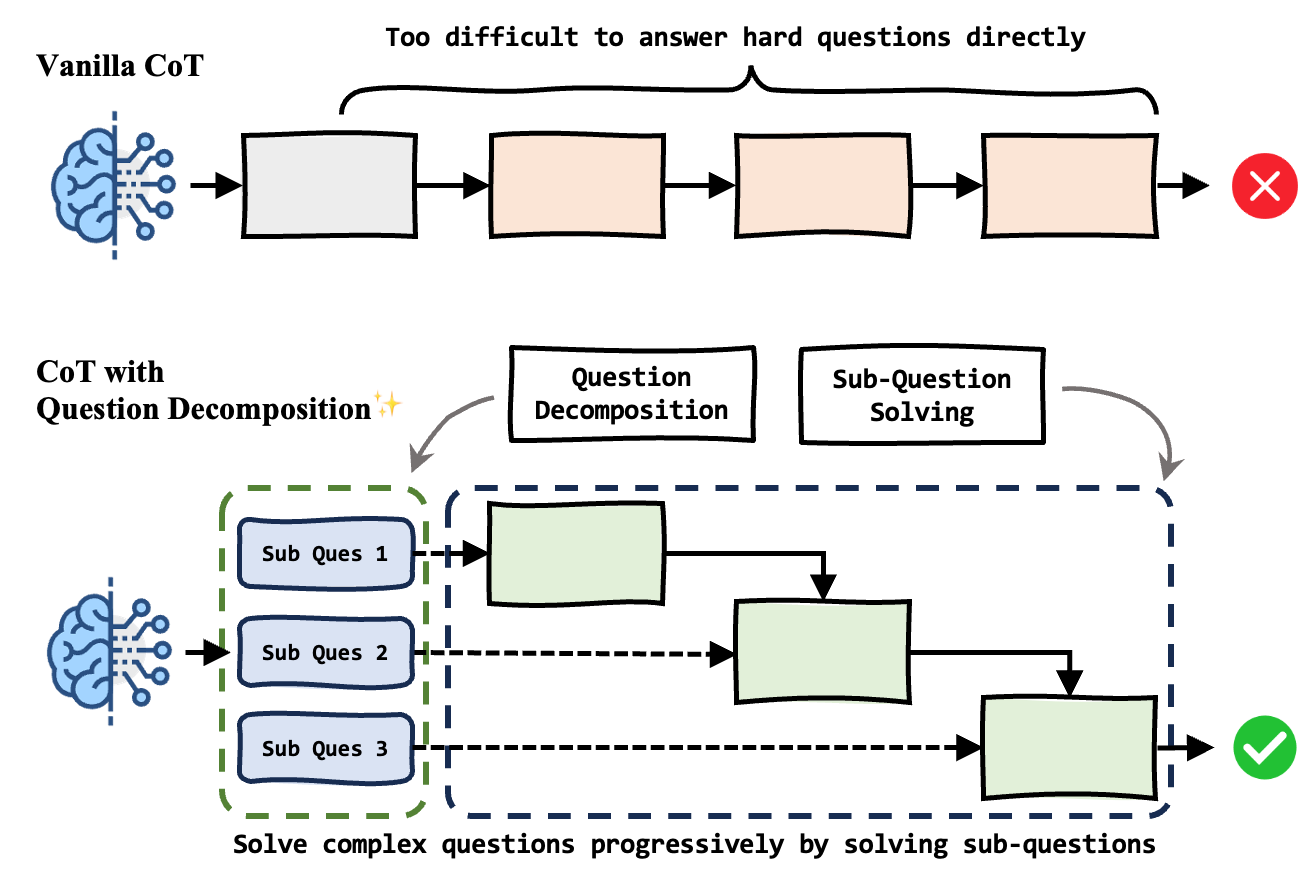 Too difficult to answer hard questions directly
Vanilla CoT
CoT with
Question Decomposition
Question
Decomposition
Sub-Question
Solving
Sub Ques 1
Sub Ques 2
Sub Ques 3
Solve complex questions progressively by solving sub-questions